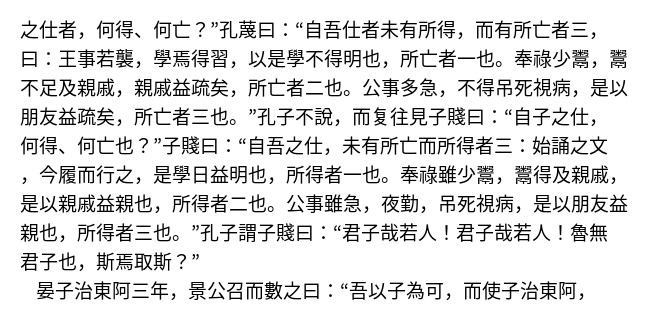 之仕者，何得、何亡？”孔蔑曰：“自吾仕者未有所得，而有所亡者三，
曰：王事若襲，學焉得習，以是學不得明也，所亡者一也。奉祿少鬻，鬻
不足及親戚，親戚益疏矣，所亡者二也。公事多急，不得吊死視病，是以
朋友益疏矣，所亡者三也。”孔子不說，而复往見子賤曰：“自子之仕，
何得、何亡也？”子賤曰：“自吾之仕，未有所亡而所得者三：始誦之文
，今履而行之，是學日益明也，所得者一也。奉祿雖少鬻，鬻得及親戚，
是以親戚益親也，所得者二也。公事雖急，夜勤，吊死視病，是以朋友益
親也，所得者三也。”孔子謂子賤曰：“君子哉若人！君子哉若人！魯無
君子也，斯焉取斯？”
晏子治東阿三年，景公召而數之曰：“吾以子為可，而使子治東阿，